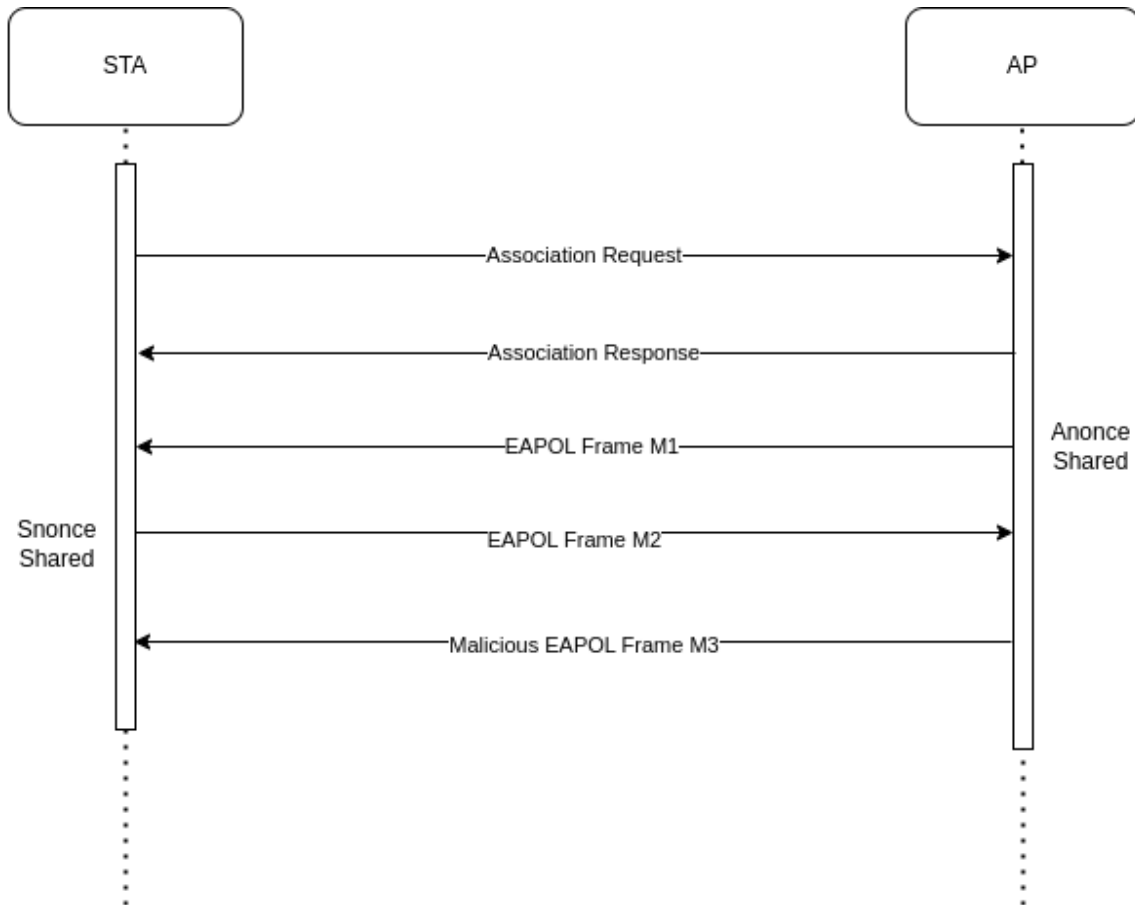 STA
AP
Association Request
Association Response
EAPOL Frame M1
Anonce
Shared
Snonce
Shared
EAPOL Frame M2
Malicious EAPOL Frame M3